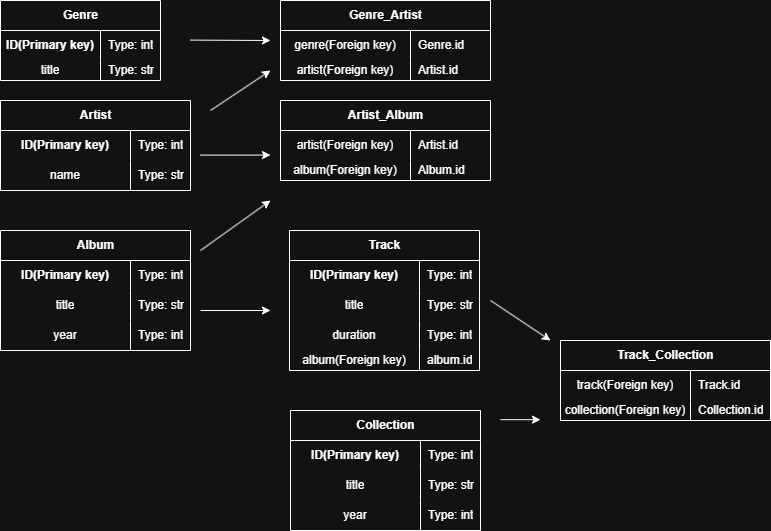 Genre
ID(Primary key) Type: int
title Type: str
Genre_Artist
genre(Foreign key) Genre.id
artist(Foreign key) Artist.id
Artist
ID(Primary key) Type: int
name Type: str
Artist_Album
artist(Foreign key) Artist.id
album(Foreign key) Album.id
Album
ID(Primary key) Type: int
title Type: str
year Type: int
Track
ID(Primary key) Type: int
title Type: str
duration Type: int
album(Foreign key) album.id
Track_Collection
track(Foreign key) Track.id
collection(Foreign key) Collection.id
Collection
ID(Primary key) Type: int
title Type: str
year Type: int